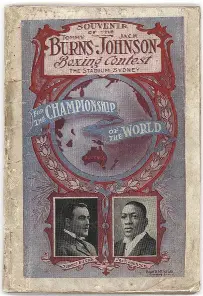 SOUVENIR
OF THE
TOMMY JACK
BURNS-JOHNSON
Boxing Contest
THE STADIUM, SYDNEY
FOR THE
CHAMPIONSHIP
OF THE WORLD